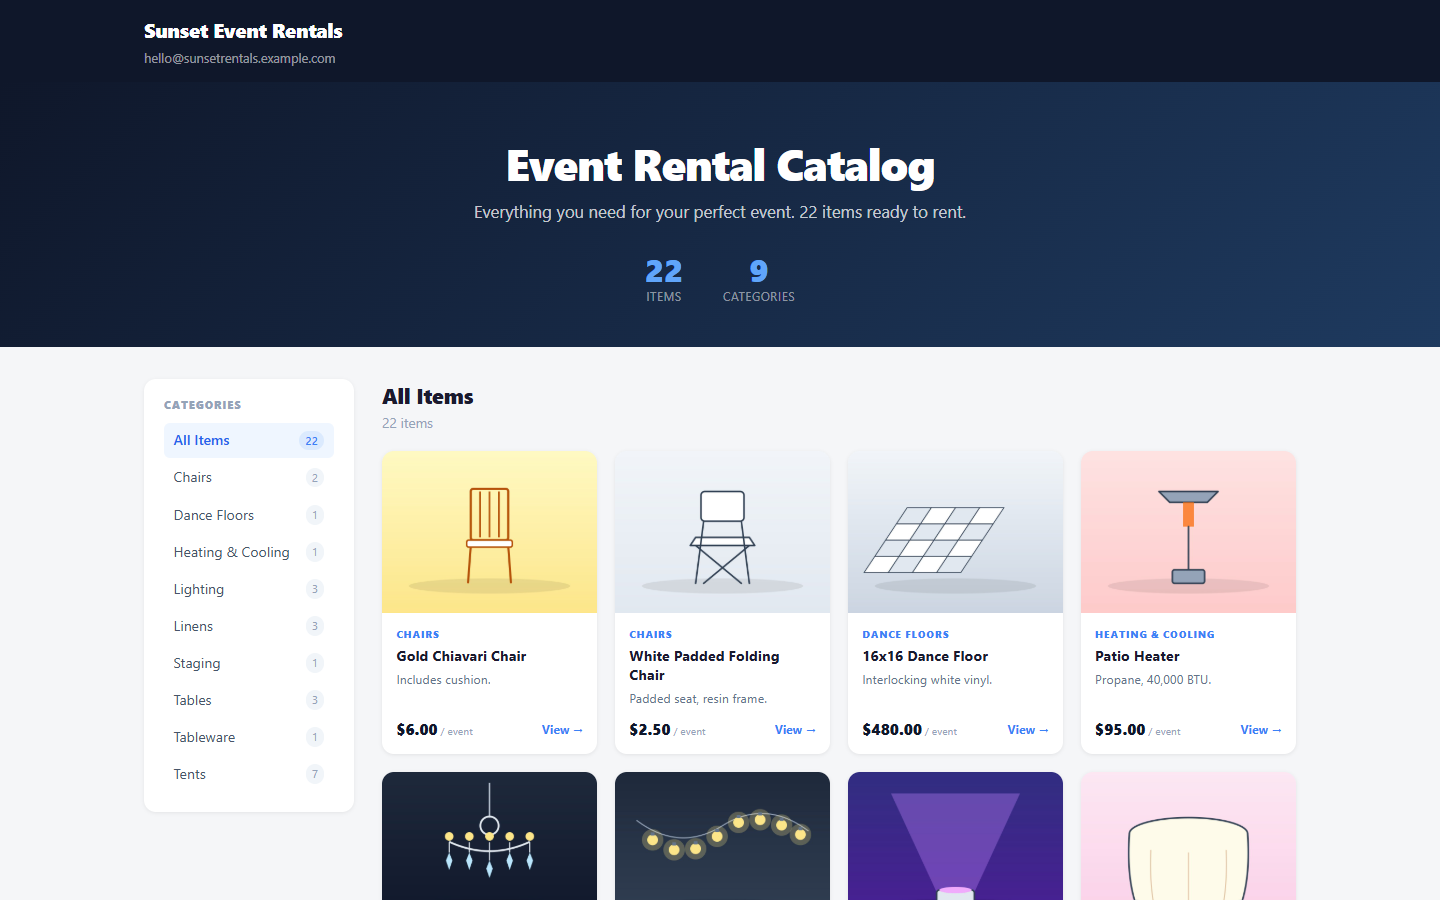 Sunset Event Rentals
hello@sunsetrentals.example.com
Event Rental Catalog
Everything you need for your perfect event. 22 items ready to rent.
22
ITEMS
9
CATEGORIES
CATEGORIES
All Items 22
Chairs 2
Dance Floors 1
Heating & Cooling 1
Lighting 3
Linens 3
Staging 1
Tables 3
Tableware 1
Tents 7
All Items
22 items
CHAIRS
Gold Chiavari Chair
Includes cushion.
$6.00 / event View →
CHAIRS
White Padded Folding
Chair
Padded seat, resin frame.
$2.50 / event View →
DANCE FLOORS
16x16 Dance Floor
Interlocking white vinyl.
$480.00 / event View →
HEATING & COOLING
Patio Heater
Propane, 40,000 BTU.
$95.00 / event View →